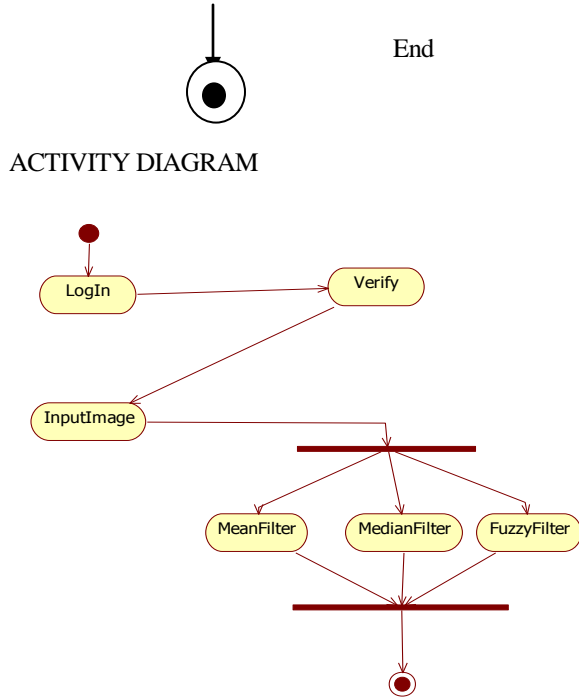 End
ACTIVITY DIAGRAM
LogIn
Verify
InputImage
MeanFilter
MedianFilter
FuzzyFilter